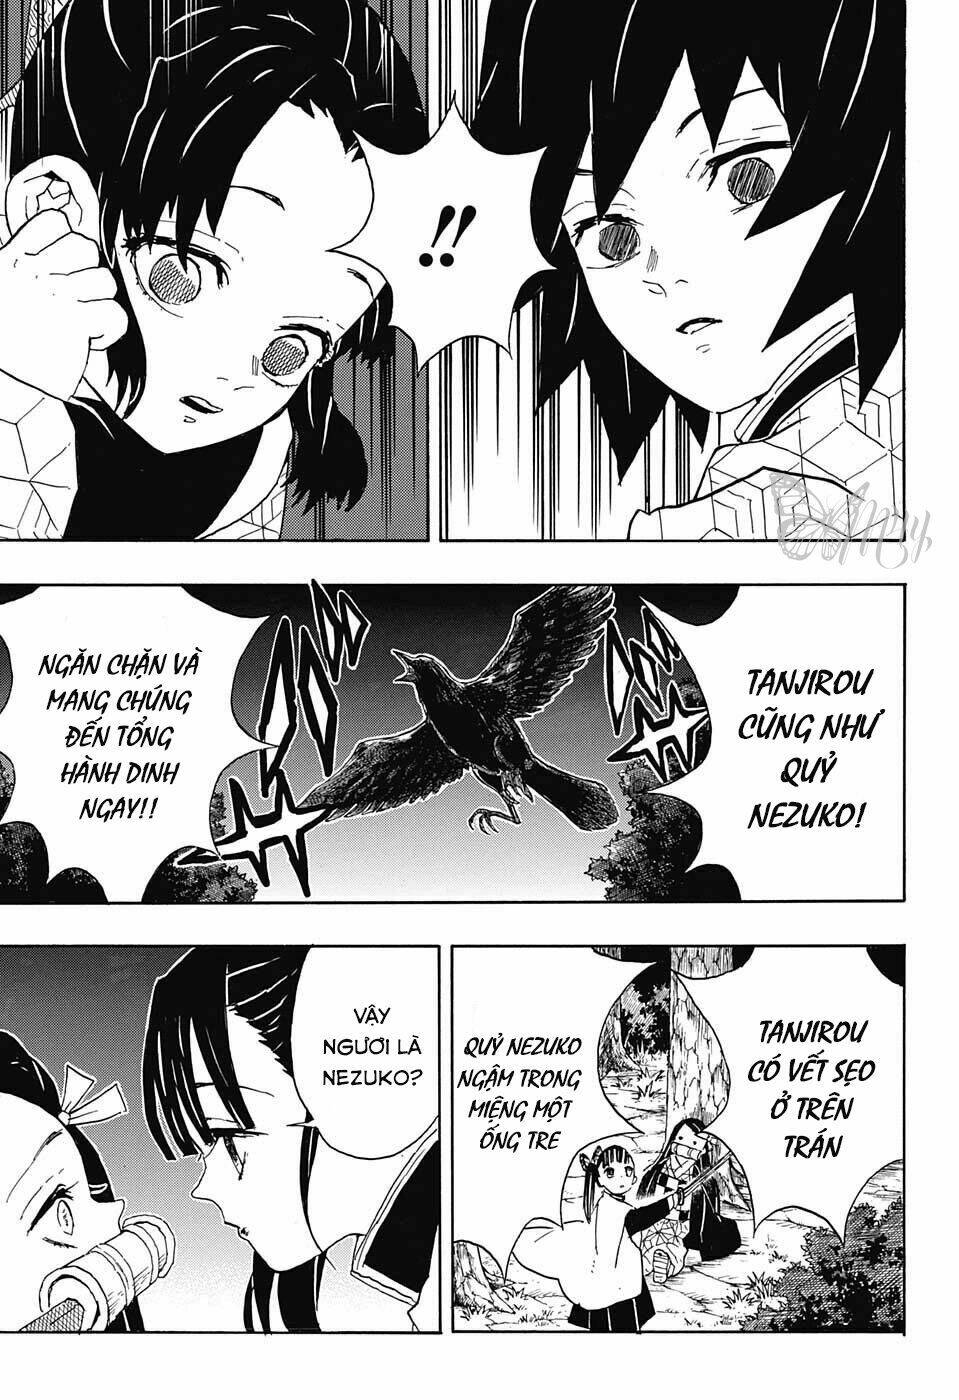 !!
TANJIROU
CŨNG NHƯ
QUỶ
NEZUKO!
NGĂN CHẶN VÀ
MANG CHÚNG
ĐẾN TỔNG
HÀNH DINH
NGAY!!
TANJIROU
CÓ VẾT SẸO
Ở TRÊN
TRÁN
QUỶ NEZUKO
NGẬM TRONG
MIỆNG MỘT
ỐNG TRE
VẬY
NGƯƠI LÀ
NEZUKO?